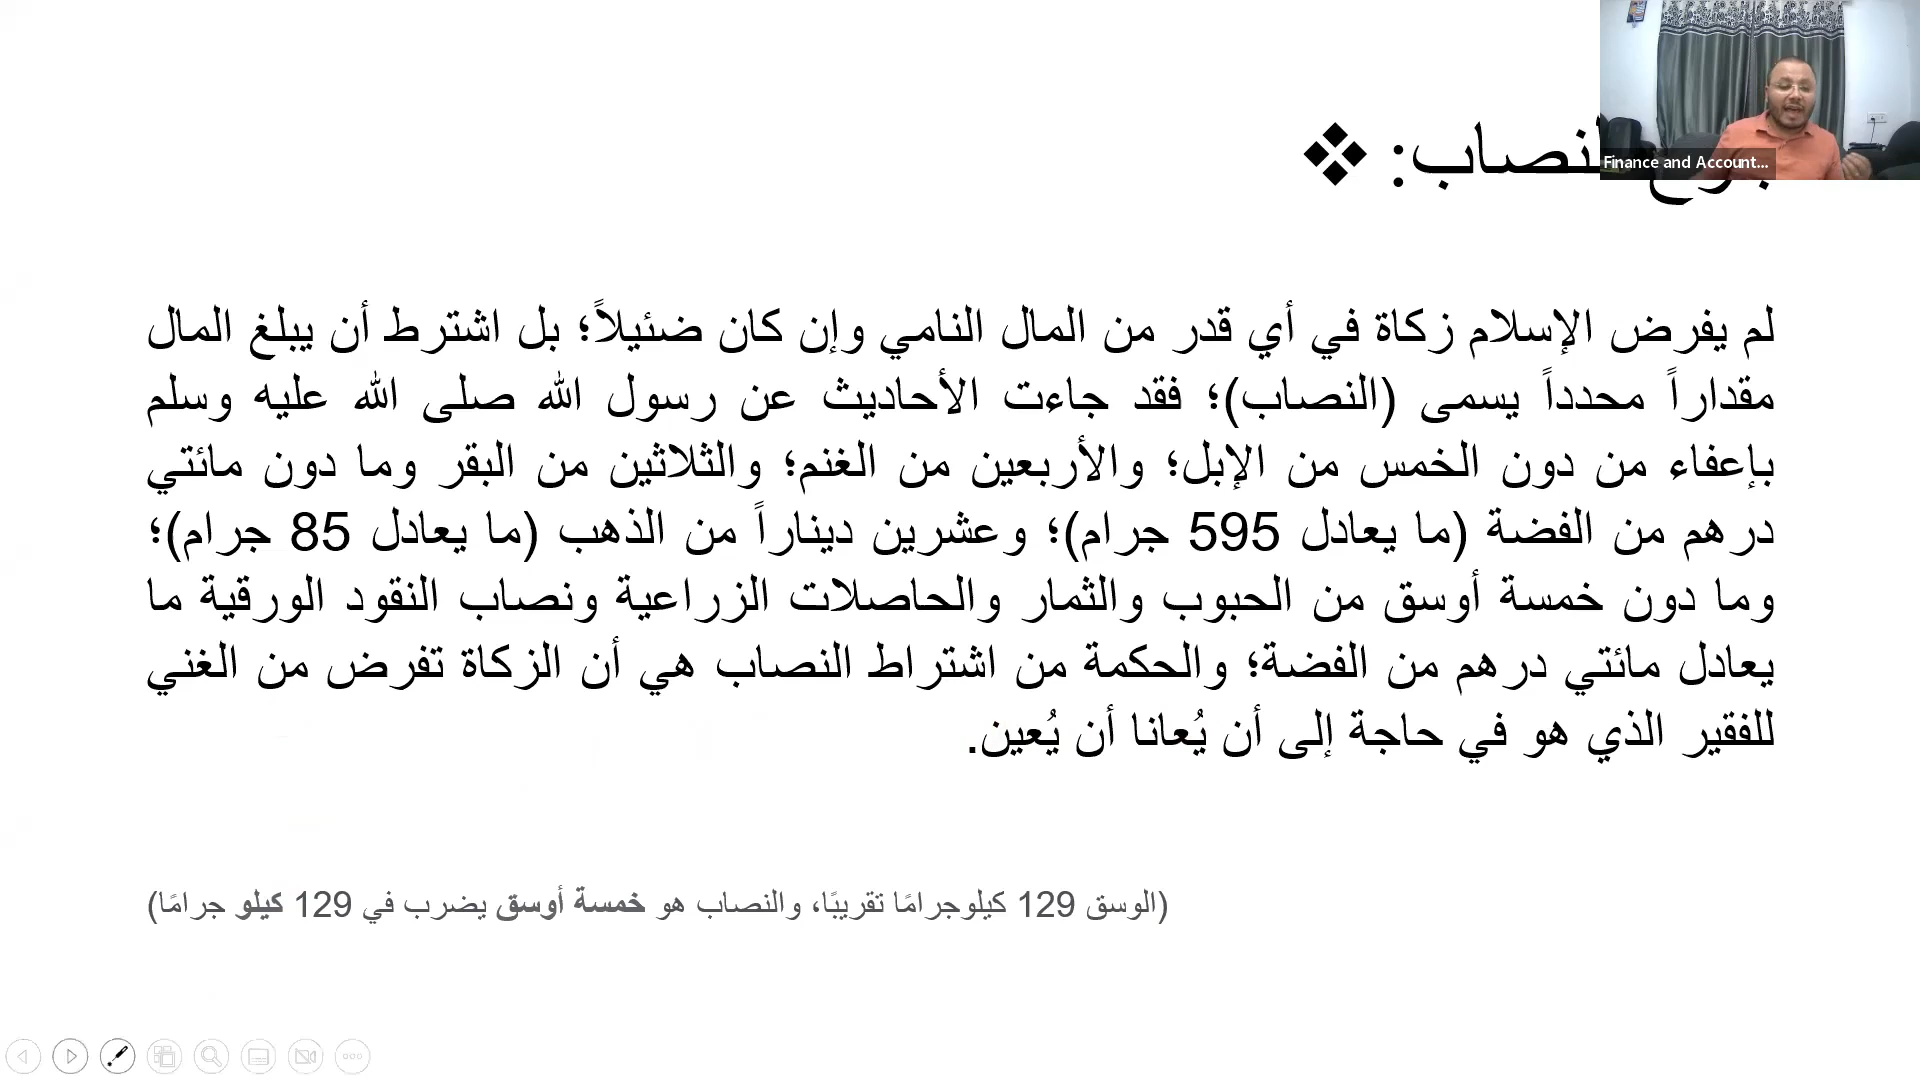 Finance and Account...
النصاب: ❖
لم يفرض الإسلام زكاة في أي قدر من المال النامي وإن كان ضئيلاً؛ بل اشترط أن يبلغ المال
مقداراً محدداً يسمى (النصاب)؛ فقد جاءت الأحاديث عن رسول الله صلى الله عليه وسلم
بإعفاء من دون الخمس من الإبل؛ والأربعين من الغنم؛ والثلاثين من البقر وما دون مائتي
درهم من الفضة (ما يعادل 595 جرام)؛ وعشرين ديناراً من الذهب (ما يعادل 85 جرام)؛
وما دون خمسة أوسق من الحبوب والثمار والحاصلات الزراعية ونصاب النقود الورقية ما
يعادل مائتي درهم من الفضة؛ والحكمة من اشتراط النصاب هي أن الزكاة تفرض من الغني
للفقير الذي هو في حاجة إلى أن يُعانا أن يُعين.
(الوسق 129 كيلوجرامًا تقريبًا، والنصاب هو خمسة أوسق يضرب في 129 كيلو جرامًا)